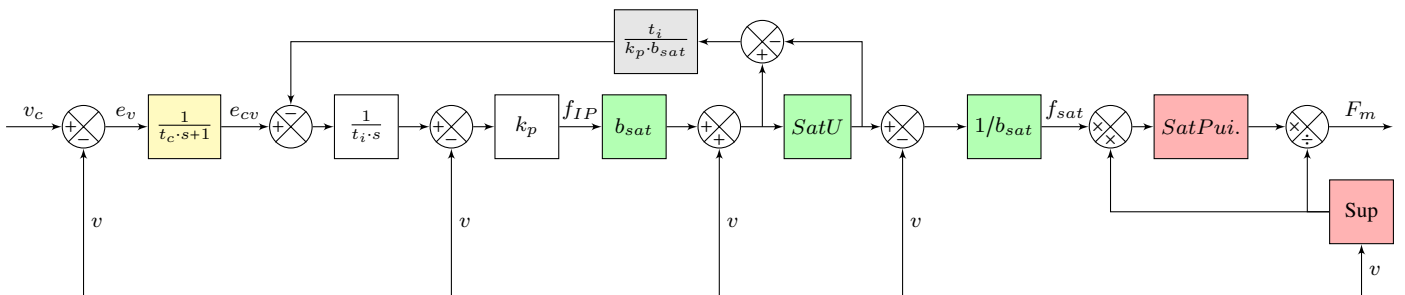 t_i
k_p·b_sat
−
+
v_c
+
−
e_v
1
t_c·s+1
e_cv
−
+
1
t_i·s
+
−
k_p
f_IP
b_sat
+
+
SatU
+
−
1/b_sat
f_sat
×
×
SatPui.
×
÷
F_m
Sup
v
v
v
v
v